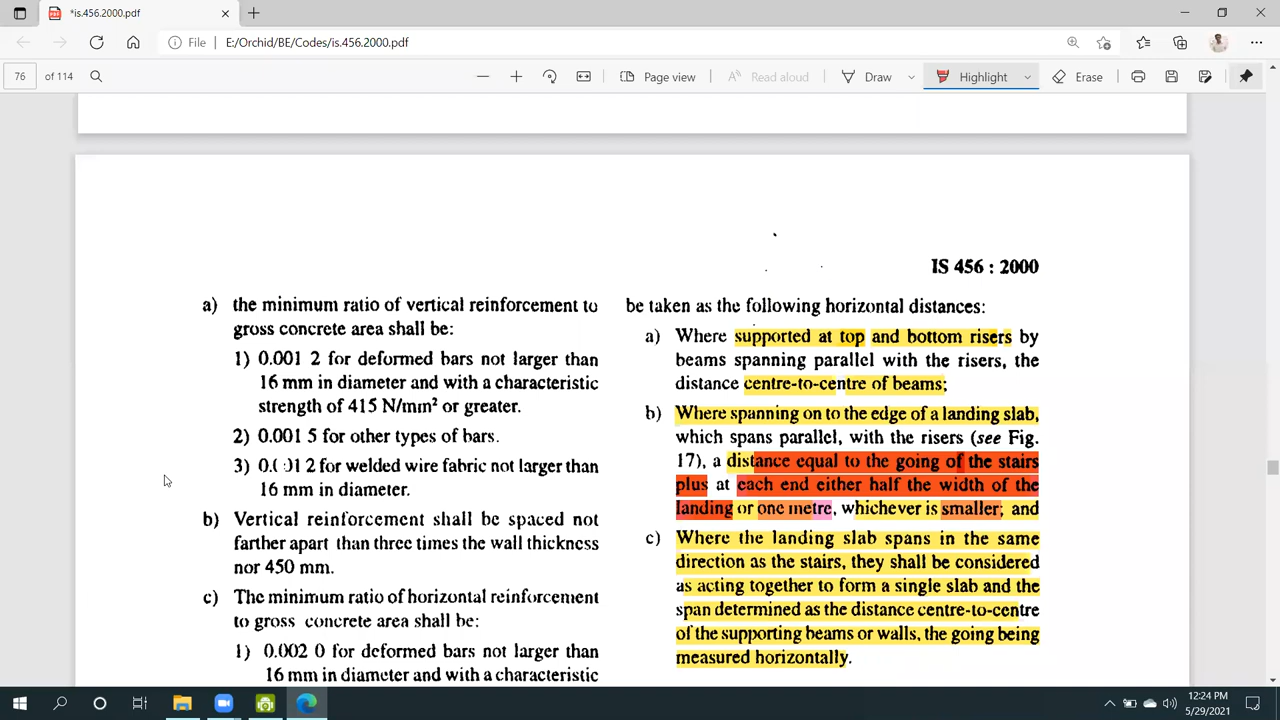 *is.456.2000.pdf
File
E:/Orchid/BE/Codes/is.456.2000.pdf
76
of 114
Page view
Read aloud
Draw
Highlight
Erase
IS 456 : 2000
a) the minimum ratio of vertical reinforcement to
gross concrete area shall be:
1) 0.001 2 for deformed bars not larger than
16 mm in diameter and with a characteristic
strength of 415 N/mm² or greater.
2) 0.001 5 for other types of bars.
3) 0.001 2 for welded wire fabric not larger than
16 mm in diameter.
b) Vertical reinforcement shall be spaced not
farther apart than three times the wall thickness
nor 450 mm.
c) The minimum ratio of horizontal reinforcement
to gross concrete area shall be:
1) 0.002 0 for deformed bars not larger than
16 mm in diameter and with a characteristic
be taken as the following horizontal distances:
a) Where supported at top and bottom risers by
beams spanning parallel with the risers, the
distance centre-to-centre of beams;
b) Where spanning on to the edge of a landing slab,
which spans parallel, with the risers (see Fig.
17), a distance equal to the going of the stairs
plus at each end either half the width of the
landing or one metre, whichever is smaller; and
c) Where the landing slab spans in the same
direction as the stairs, they shall be considered
as acting together to form a single slab and the
span determined as the distance centre-to-centre
of the supporting beams or walls, the going being
measured horizontally.
12:24 PM
5/29/2021